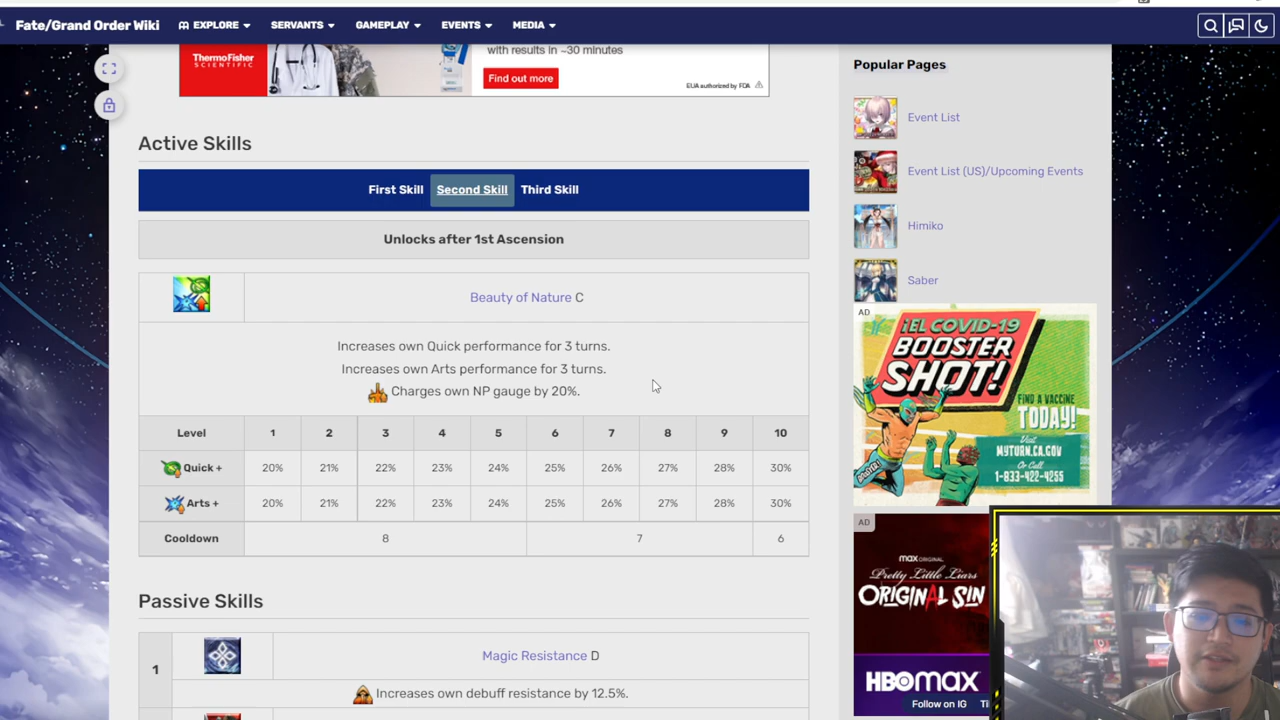 Fate/Grand Order Wiki
EXPLORE
SERVANTS
GAMEPLAY
EVENTS
MEDIA
ThermoFisher
SCIENTIFIC
with results in ~30 minutes
Find out more
EUA authorized by FDA
Active Skills
First Skill
Second Skill
Third Skill
Unlocks after 1st Ascension
Beauty of Nature C
Increases own Quick performance for 3 turns.
Increases own Arts performance for 3 turns.
Charges own NP gauge by 20%.
Level 1 2 3 4 5 6 7 8 9 10
Quick + 20% 21% 22% 23% 24% 25% 26% 27% 28% 30%
Arts + 20% 21% 22% 23% 24% 25% 26% 27% 28% 30%
Cooldown 8 7 6
Passive Skills
1
Magic Resistance D
Increases own debuff resistance by 12.5%.
Popular Pages
Event List
Event List (US)/Upcoming Events
Himiko
Saber
AD
¡EL COVID-19
BOOSTER
SHOT!
FIND A VACCINE
TODAY!
Visit
MYTURN.CA.GOV
Or Call
1-833-422-4255
AD
max ORIGINAL
Pretty Little Liars
ORIGINAL SIN
HBOmax
Follow on IG